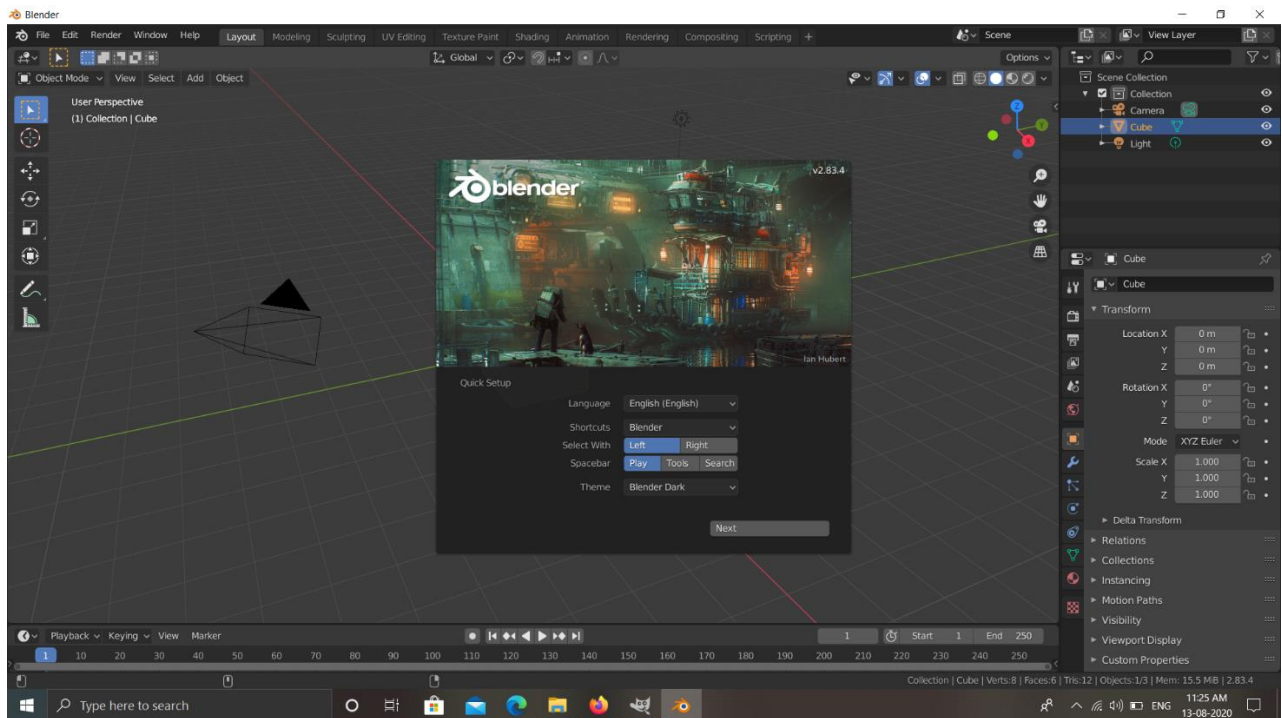 Blender
File Edit Render Window Help Layout Modeling Sculpting UV Editing Texture Paint Shading Animation Rendering Compositing Scripting + Scene View Layer
Global Options
Object Mode View Select Add Object
User Perspective
(1) Collection | Cube
Z
Y
X
Scene Collection
Collection
Camera
Cube
Light
blender
v2.83.4
Ian Hubert
Quick Setup
Language English (English)
Shortcuts Blender
Select With Left Right
Spacebar Play Tools Search
Theme Blender Dark
Next
Cube
Cube
Transform
Location X 0 m
Y 0 m
Z 0 m
Rotation X 0°
Y 0°
Z 0°
Mode XYZ Euler
Scale X 1.000
Y 1.000
Z 1.000
Delta Transform
Relations
Collections
Instancing
Motion Paths
Visibility
Viewport Display
Custom Properties
Playback Keying View Marker 1 Start 1 End 250
1 10 20 30 40 50 60 70 80 90 100 110 120 130 140 150 160 170 180 190 200 210 220 230 240 250
Collection | Cube | Verts:8 | Faces:6 | Tris:12 | Objects:1/3 | Mem: 15.5 MiB | 2.83.4
Type here to search ENG 11:25 AM
13-08-2020